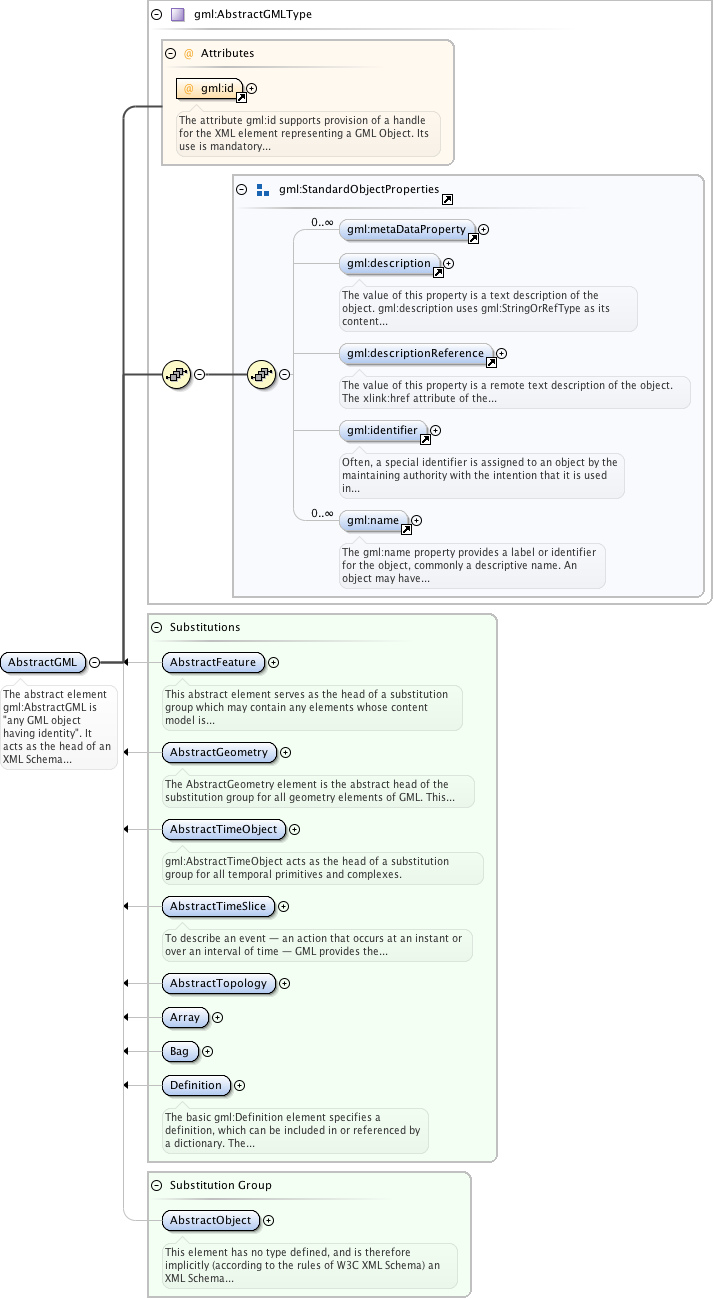 gml:AbstractGMLType
@ Attributes
@ gml:id
The attribute gml:id supports provision of a handle
for the XML element representing a GML Object. Its
use is mandatory...
gml:StandardObjectProperties
0..∞
gml:metaDataProperty
gml:description
The value of this property is a text description of the
object. gml:description uses gml:StringOrRefType as its
content...
gml:descriptionReference
The value of this property is a remote text description of the object.
The xlink:href attribute of the...
gml:identifier
Often, a special identifier is assigned to an object by the
maintaining authority with the intention that it is used
in...
0..∞
gml:name
The gml:name property provides a label or identifier
for the object, commonly a descriptive name. An
object may have...
AbstractGML
The abstract element
gml:AbstractGML is
"any GML object
having identity". It
acts as the head of an
XML Schema...
Substitutions
AbstractFeature
This abstract element serves as the head of a substitution
group which may contain any elements whose content
model is...
AbstractGeometry
The AbstractGeometry element is the abstract head of the
substitution group for all geometry elements of GML. This...
AbstractTimeObject
gml:AbstractTimeObject acts as the head of a substitution
group for all temporal primitives and complexes.
AbstractTimeSlice
To describe an event — an action that occurs at an instant or
over an interval of time — GML provides the...
AbstractTopology
Array
Bag
Definition
The basic gml:Definition element specifies a
definition, which can be included in or referenced by
a dictionary. The...
Substitution Group
AbstractObject
This element has no type defined, and is therefore
implicitly (according to the rules of W3C XML Schema) an
XML Schema...